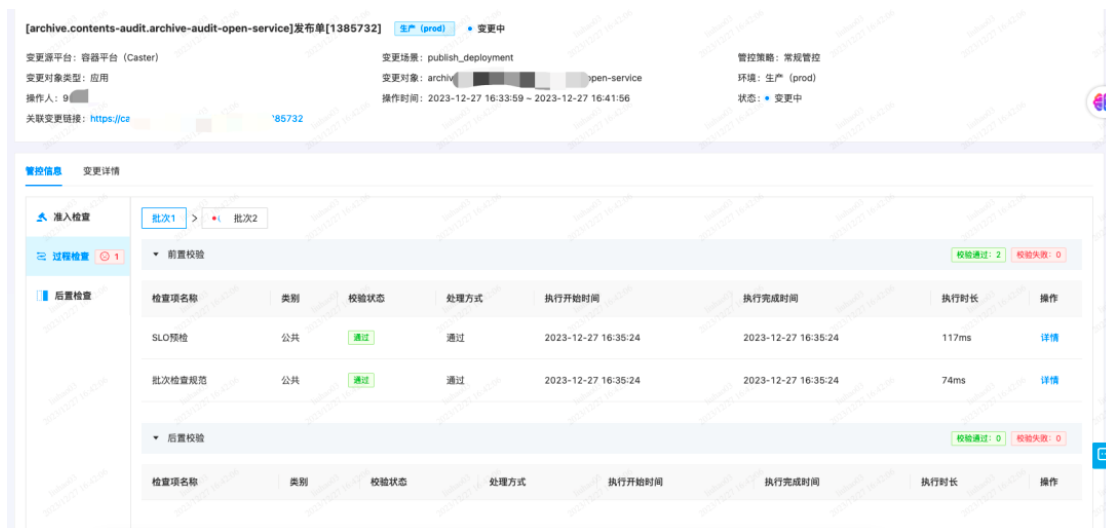 [archive.contents-audit.archive-audit-open-service]发布单[1385732] 生产 (prod) 变更中
变更源平台：容器平台（Caster） 变更场景：publish_deployment 管控策略：常规管控
变更对象类型：应用 变更对象：archiv open-service 环境：生产（prod）
操作人：9 操作时间：2023-12-27 16:33:59 ~ 2023-12-27 16:41:56 状态：变更中
关联变更链接：https://ca 85732
管控信息 变更详情
准入检查
过程检查 1
后置检查
批次1 > 批次2
前置校验 校验通过：2 校验失败：0
检查项名称 类别 校验状态 处理方式 执行开始时间 执行完成时间 执行时长 操作
SLO预检 公共 通过 通过 2023-12-27 16:35:24 2023-12-27 16:35:24 117ms 详情
批次检查规范 公共 通过 通过 2023-12-27 16:35:24 2023-12-27 16:35:24 74ms 详情
后置校验 校验通过：0 校验失败：0
检查项名称 类别 校验状态 处理方式 执行开始时间 执行完成时间 执行时长 操作